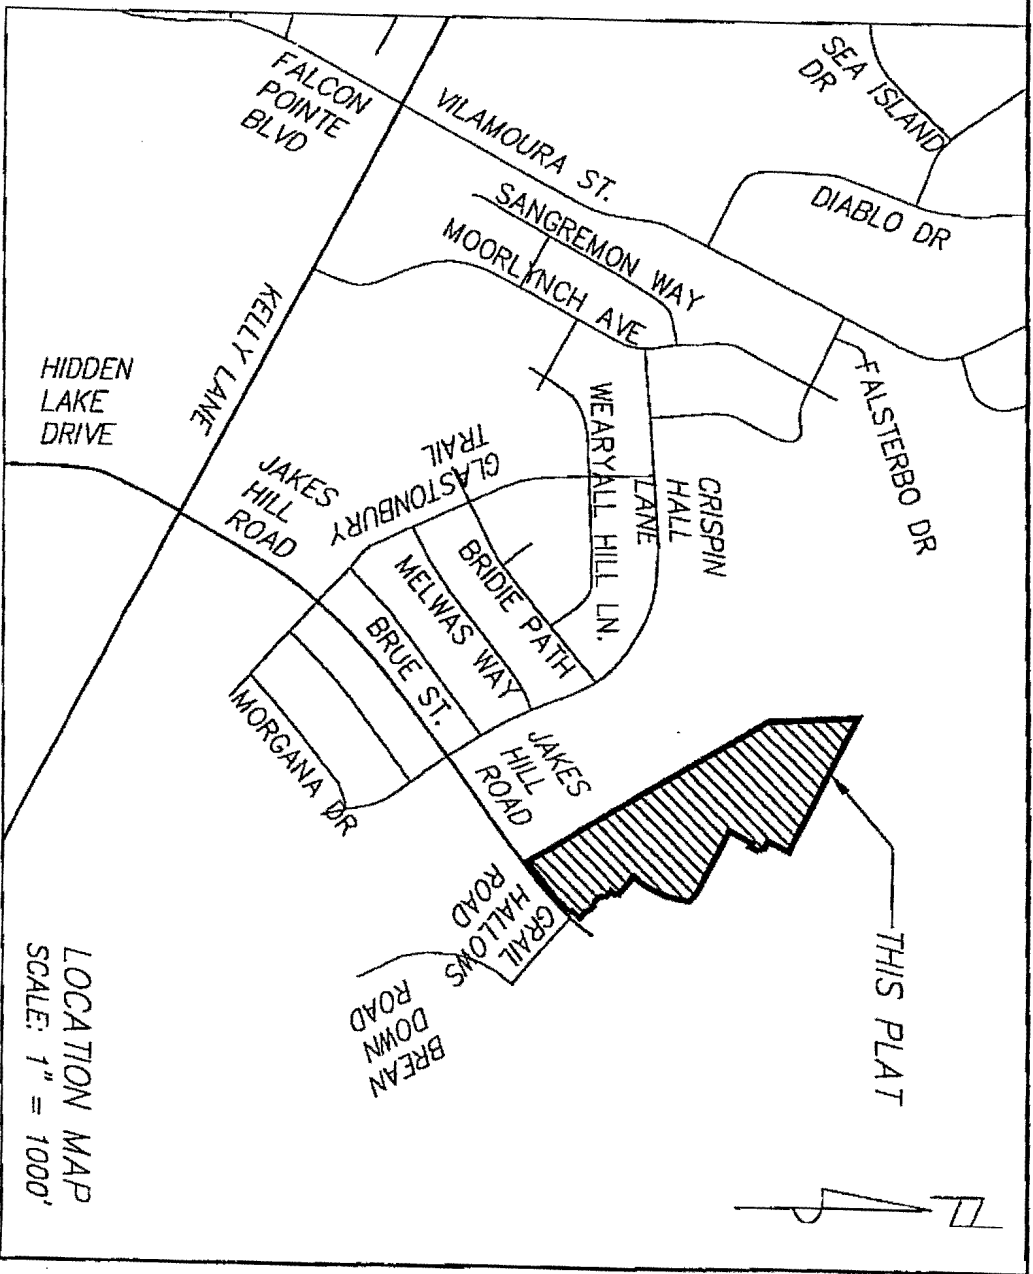 SEA ISLAND
DR
DIABLO DR
FALCON
POINTE
BLVD
VILAMOURA ST.
SANGREMON WAY
MOORLYNCH AVE
FALSTERBO DR
KELLY LANE
HIDDEN
LAKE
DRIVE
WEARYALL HILL LN.
CRISPIN
HALL
LANE
GLASTONBURY
TRAIL
JAKES
HILL
ROAD
BRIDIE PATH
MELWAS WAY
BRUE ST.
MORGANA DR
JAKES
HILL
ROAD
GRAIL
HALLOWS
ROAD
BREAN
DOWN
ROAD
THIS PLAT
LOCATION MAP
SCALE: 1" = 1000'